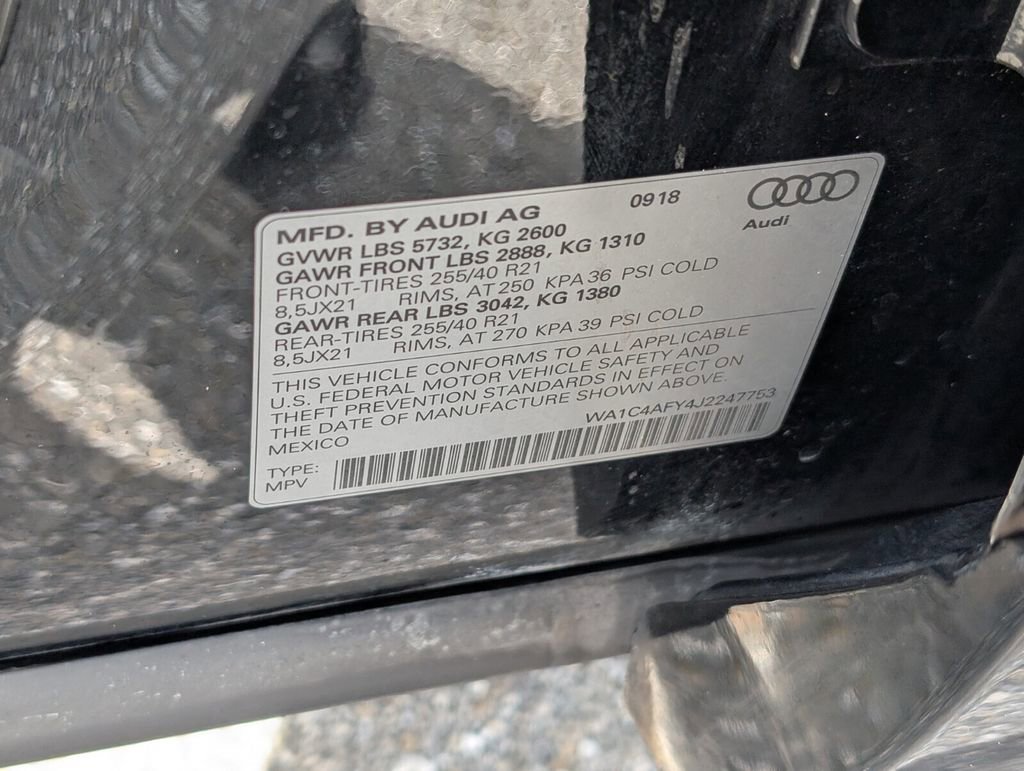 MFD. BY AUDI AG 0918
Audi
GVWR LBS 5732, KG 2600
GAWR FRONT LBS 2888, KG 1310
FRONT-TIRES 255/40 R21
8,5JX21 RIMS, AT 250 KPA 36 PSI COLD
GAWR REAR LBS 3042, KG 1380
REAR-TIRES 255/40 R21
8,5JX21 RIMS, AT 270 KPA 39 PSI COLD
THIS VEHICLE CONFORMS TO ALL APPLICABLE
U.S. FEDERAL MOTOR VEHICLE SAFETY AND
THEFT PREVENTION STANDARDS IN EFFECT ON
THE DATE OF MANUFACTURE SHOWN ABOVE.
MEXICO WA1C4AFY4J2247753
TYPE:
MPV